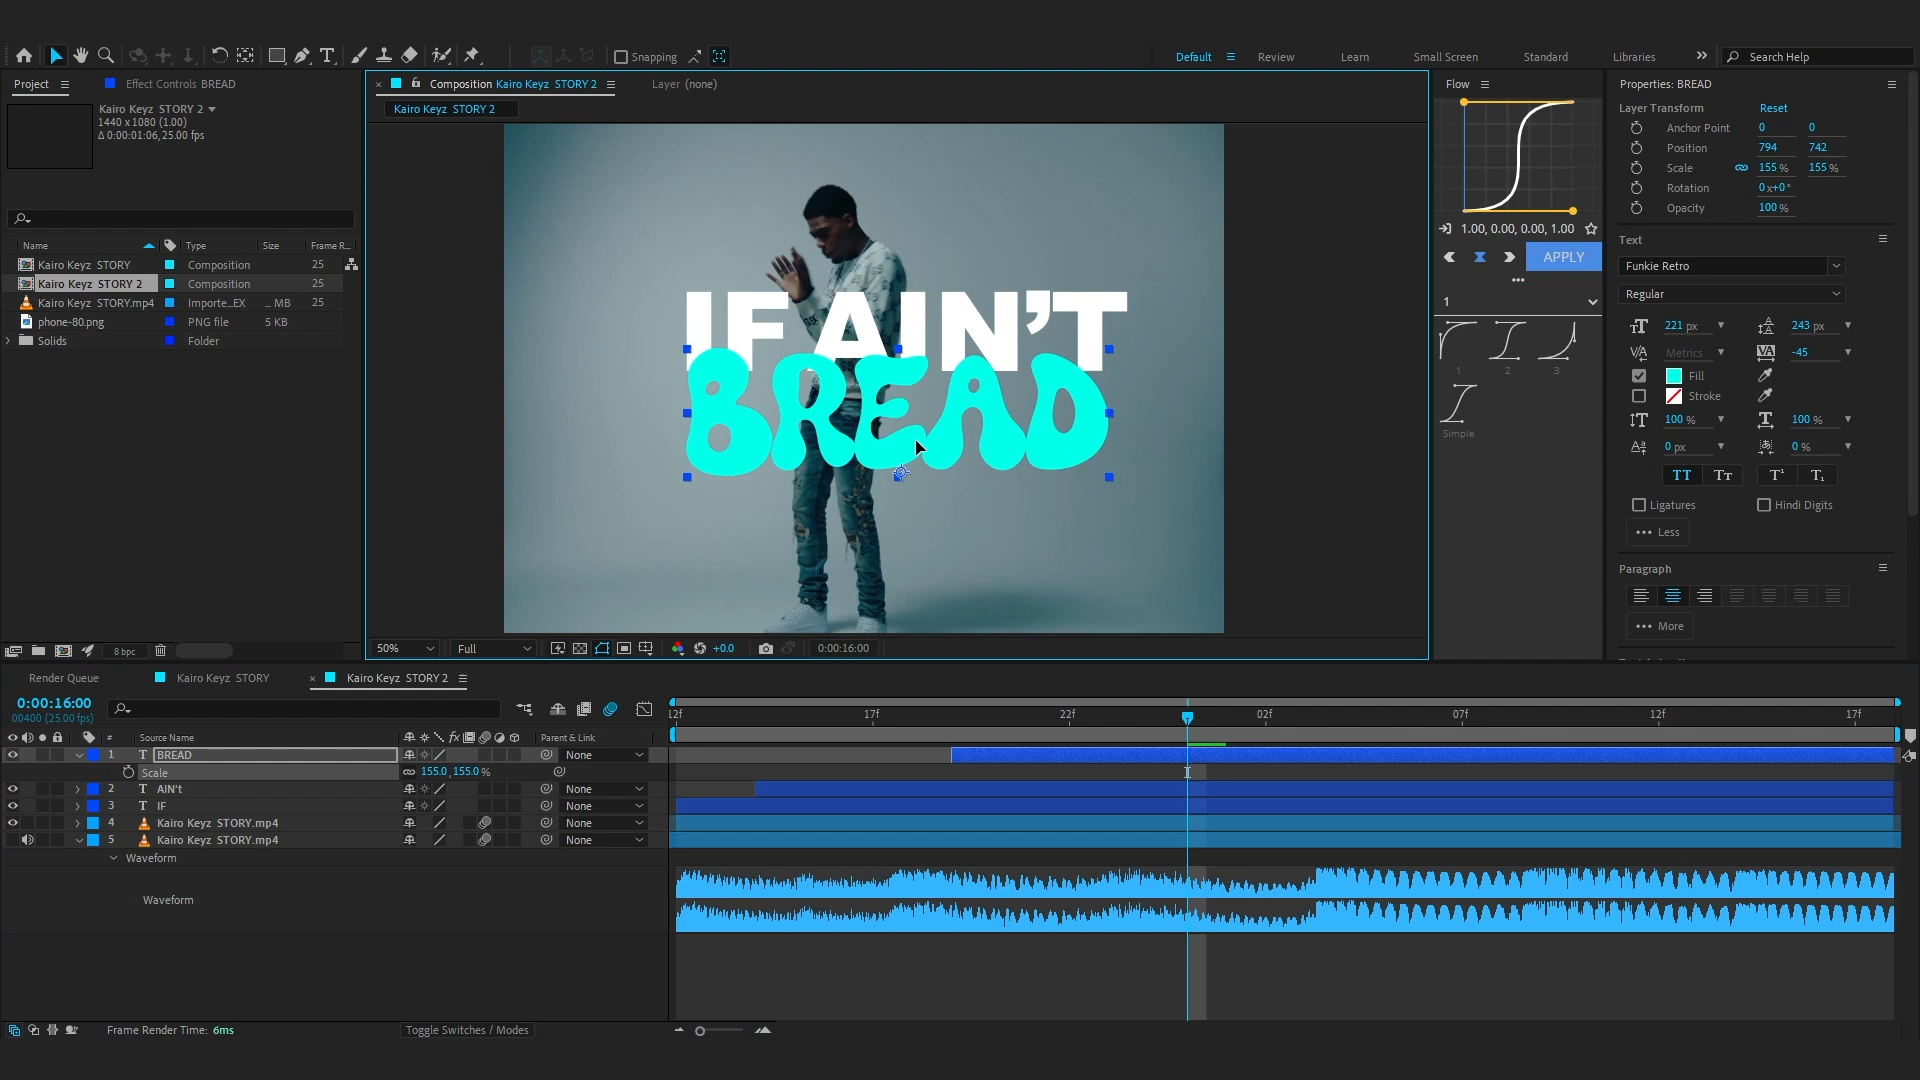 Snapping
Default
Review
Learn
Small Screen
Standard
Libraries
Search Help
Project
Effect Controls BREAD
Kairo Keyz STORY 2
1440 x 1080 (1.00)
Δ 0:00:01:06, 25.00 fps
Name
Type
Size
Frame R...
Kairo Keyz STORY
Composition
25
Kairo Keyz STORY 2
Composition
25
Kairo Keyz STORY.mp4
Importe...EX
... MB
25
phone-80.png
PNG file
5 KB
Solids
Folder
8 bpc
Composition Kairo Keyz STORY 2
Layer (none)
Kairo Keyz STORY 2
IF AIN'T
BREAD
50%
Full
+0.0
0:00:16:00
Flow
1.00, 0.00, 0.00, 1.00
APPLY
1
1
2
3
Simple
Properties: BREAD
Layer Transform
Reset
Anchor Point
0
0
Position
794
742
Scale
155 %
155 %
Rotation
0x+0°
Opacity
100 %
Text
Funkie Retro
Regular
221 px
243 px
Metrics
-45
Fill
Stroke
100 %
100 %
0 px
0 %
Ligatures
Hindi Digits
Less
Paragraph
More
Render Queue
Kairo Keyz STORY
Kairo Keyz STORY 2
0:00:16:00
00400 (25.00 fps)
12f
17f
22f
02f
07f
12f
17f
#
Source Name
Parent & Link
1
T
BREAD
None
Scale
155.0, 155.0 %
2
T
AIN't
None
3
T
IF
None
4
Kairo Keyz STORY.mp4
None
5
Kairo Keyz STORY.mp4
None
Waveform
Waveform
Frame Render Time: 6ms
Toggle Switches / Modes